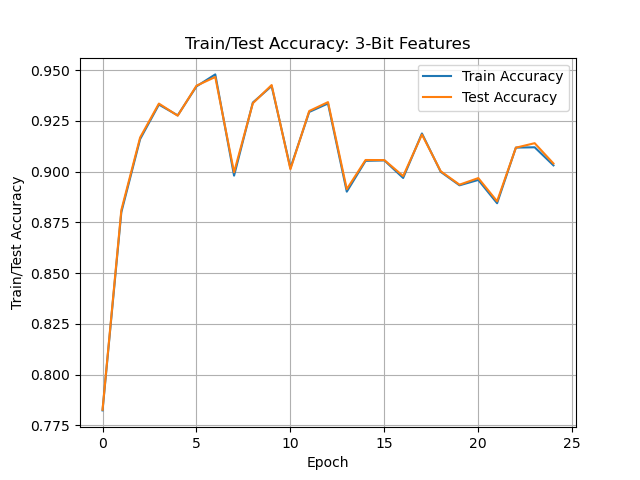 Train/Test Accuracy: 3-Bit Features
Train Accuracy
Test Accuracy
0.950
0.925
0.900
0.875
0.850
0.825
0.800
0.775
Train/Test Accuracy
0 5 10 15 20 25
Epoch